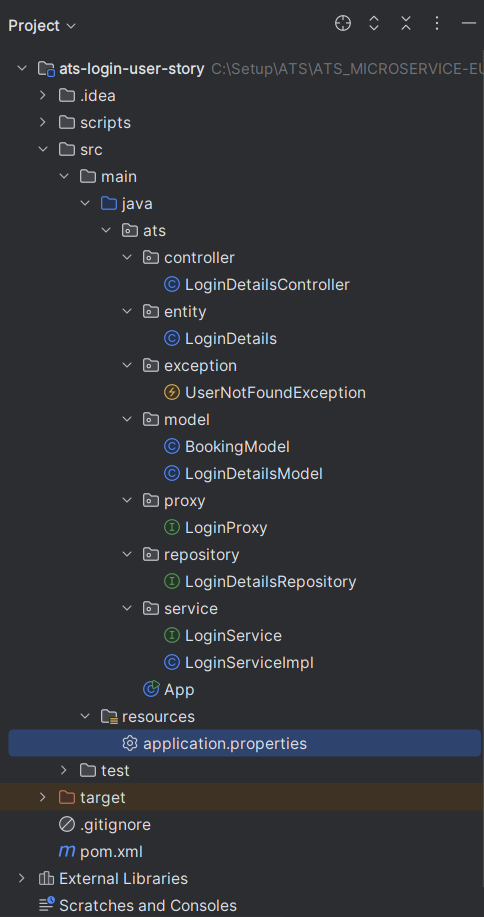 Project
ats-login-user-story C:\Setup\ATS\ATS_MICROSERVICE-EU
.idea
scripts
src
main
java
ats
controller
LoginDetailsController
entity
LoginDetails
exception
UserNotFoundException
model
BookingModel
LoginDetailsModel
proxy
LoginProxy
repository
LoginDetailsRepository
service
LoginService
LoginServiceImpl
App
resources
application.properties
test
target
.gitignore
pom.xml
External Libraries
Scratches and Consoles